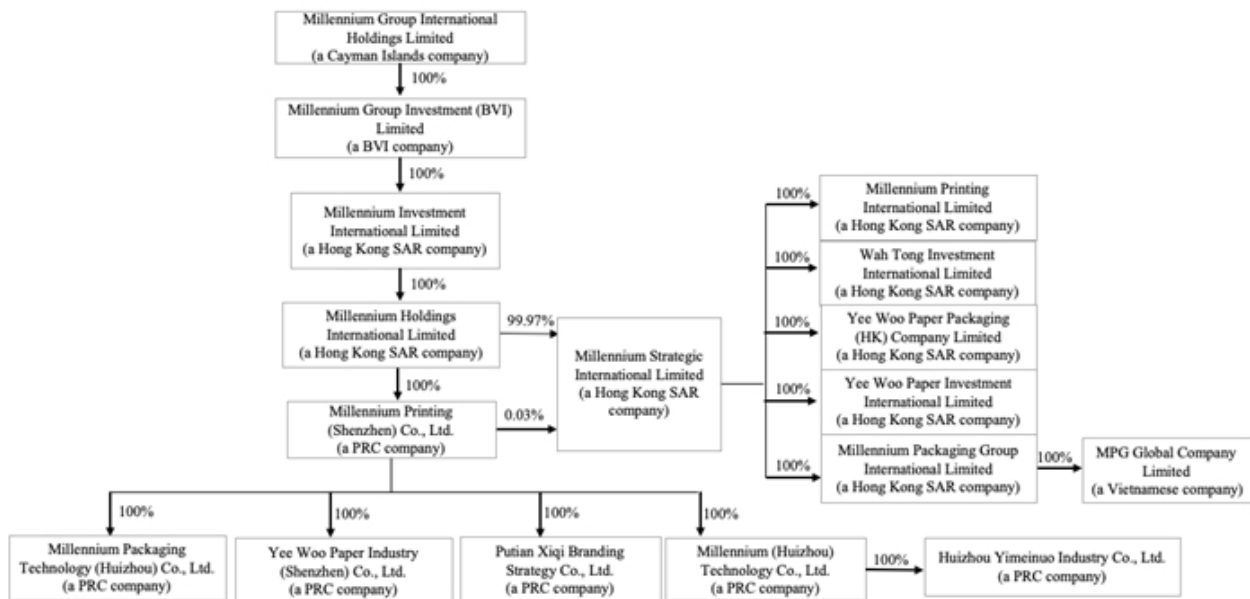 Millennium Group International
Holdings Limited
(a Cayman Islands company)
100%
Millennium Group Investment (BVI)
Limited
(a BVI company)
100%
Millennium Investment
International Limited
(a Hong Kong SAR company)
100%
Millennium Holdings
International Limited
(a Hong Kong SAR company)
99.97%
100%
Millennium Printing
(Shenzhen) Co., Ltd.
(a PRC company)
0.03%
Millennium Strategic
International Limited
(a Hong Kong SAR
company)
100%
Millennium Printing
International Limited
(a Hong Kong SAR company)
100%
Wah Tong Investment
International Limited
(a Hong Kong SAR company)
100%
Yee Woo Paper Packaging
(HK) Company Limited
(a Hong Kong SAR company)
100%
Yee Woo Paper Investment
International Limited
(a Hong Kong SAR company)
100%
Millennium Packaging Group
International Limited
(a Hong Kong SAR company)
100%
MPG Global Company
Limited
(a Vietnamese company)
100%
Millennium Packaging
Technology (Huizhou) Co., Ltd.
(a PRC company)
100%
Yee Woo Paper Industry
(Shenzhen) Co., Ltd.
(a PRC company)
100%
Putian Xiqi Branding
Strategy Co., Ltd.
(a PRC company)
100%
Millennium (Huizhou)
Technology Co., Ltd.
(a PRC company)
100%
Huizhou Yimeinuo Industry Co., Ltd.
(a PRC company)